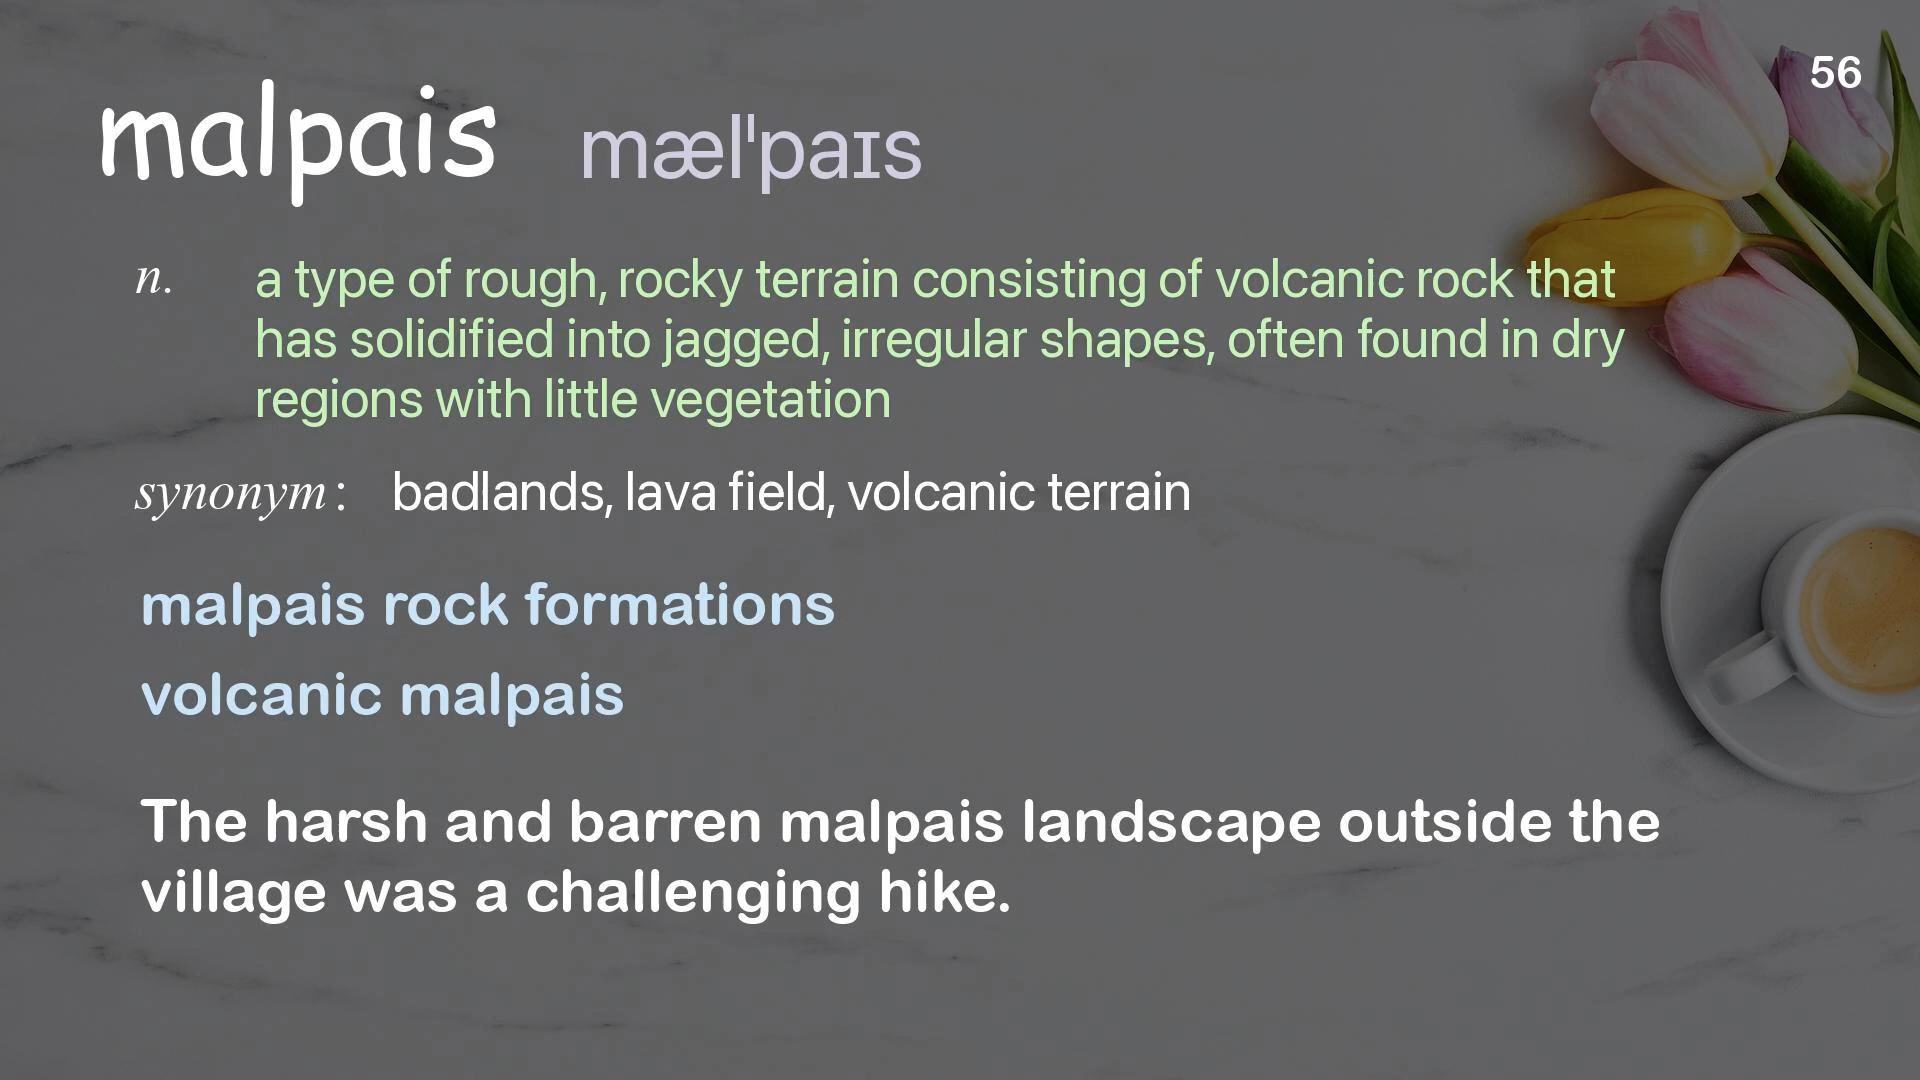 56
malpais mælˈpaɪs
n. a type of rough, rocky terrain consisting of volcanic rock that
has solidified into jagged, irregular shapes, often found in dry
regions with little vegetation
synonym: badlands, lava field, volcanic terrain
malpais rock formations
volcanic malpais
The harsh and barren malpais landscape outside the
village was a challenging hike.